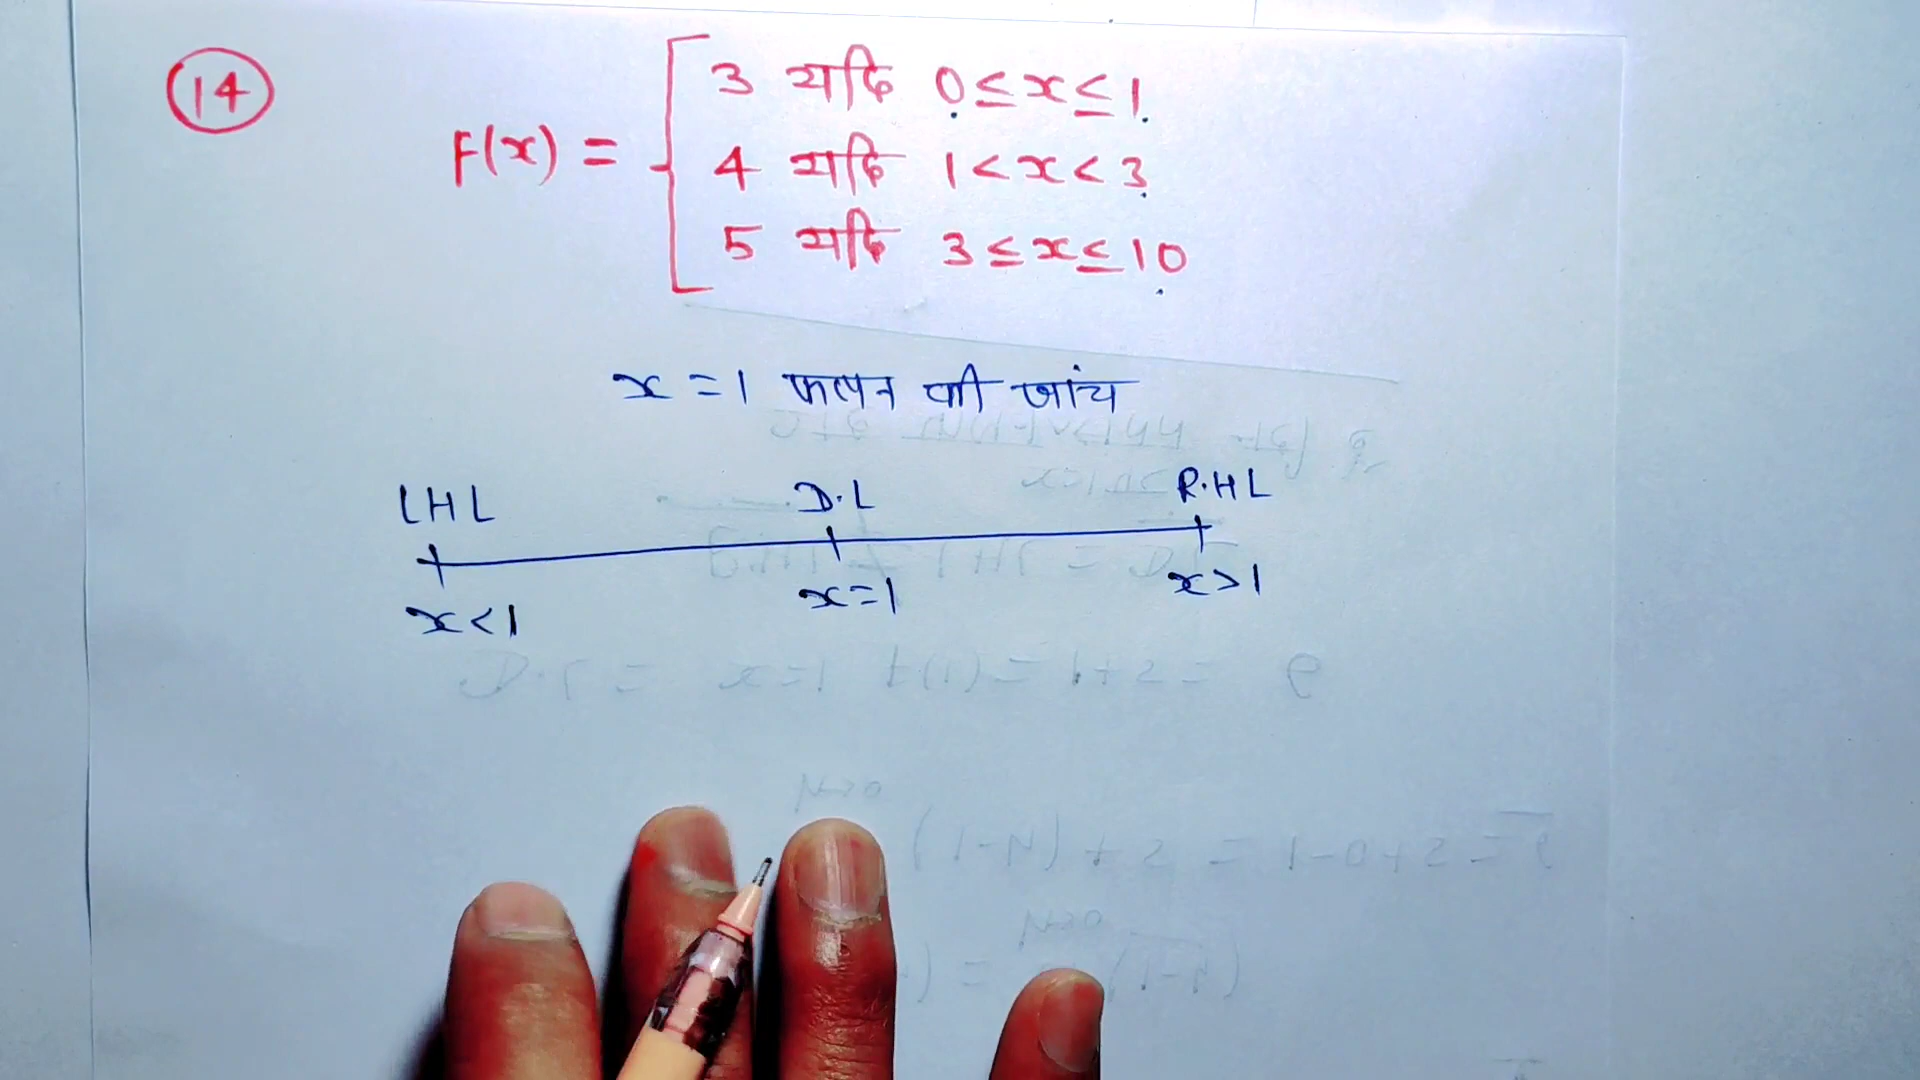 14
F(x) = { 3 यदि 0 ≤ x ≤ 1
4 यदि 1 < x < 3
5 यदि 3 ≤ x ≤ 10
x = 1 फलन की जांच
LHL D.L R.HL
x < 1 x = 1 x > 1